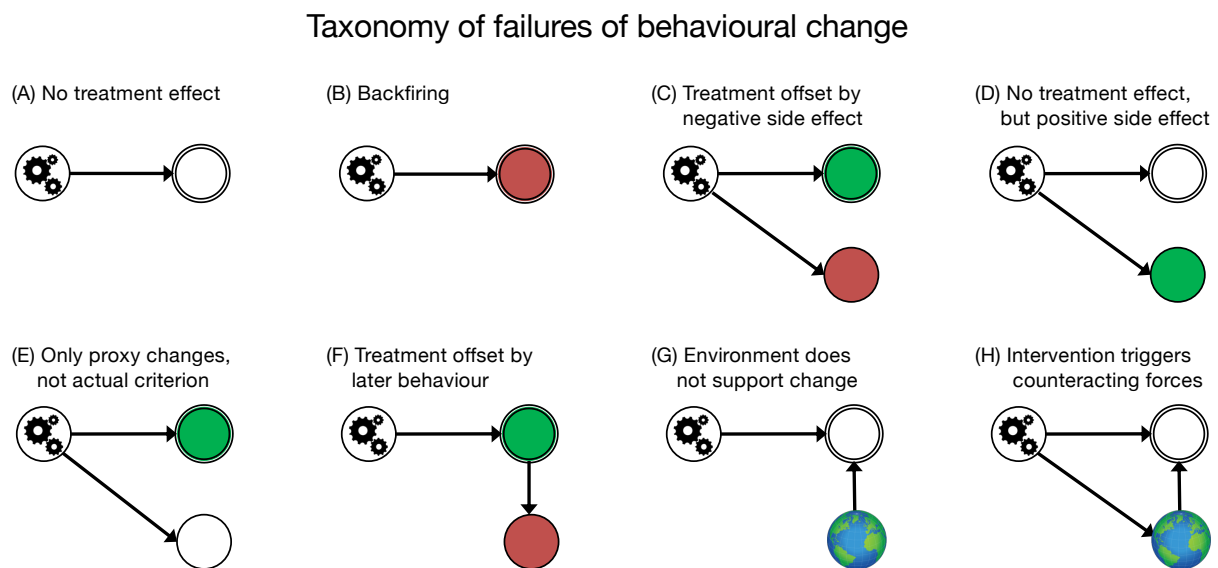 Taxonomy of failures of behavioural change
(A) No treatment effect
(B) Backfiring
(C) Treatment offset by
negative side effect
(D) No treatment effect,
but positive side effect
(E) Only proxy changes,
not actual criterion
(F) Treatment offset by
later behaviour
(G) Environment does
not support change
(H) Intervention triggers
counteracting forces